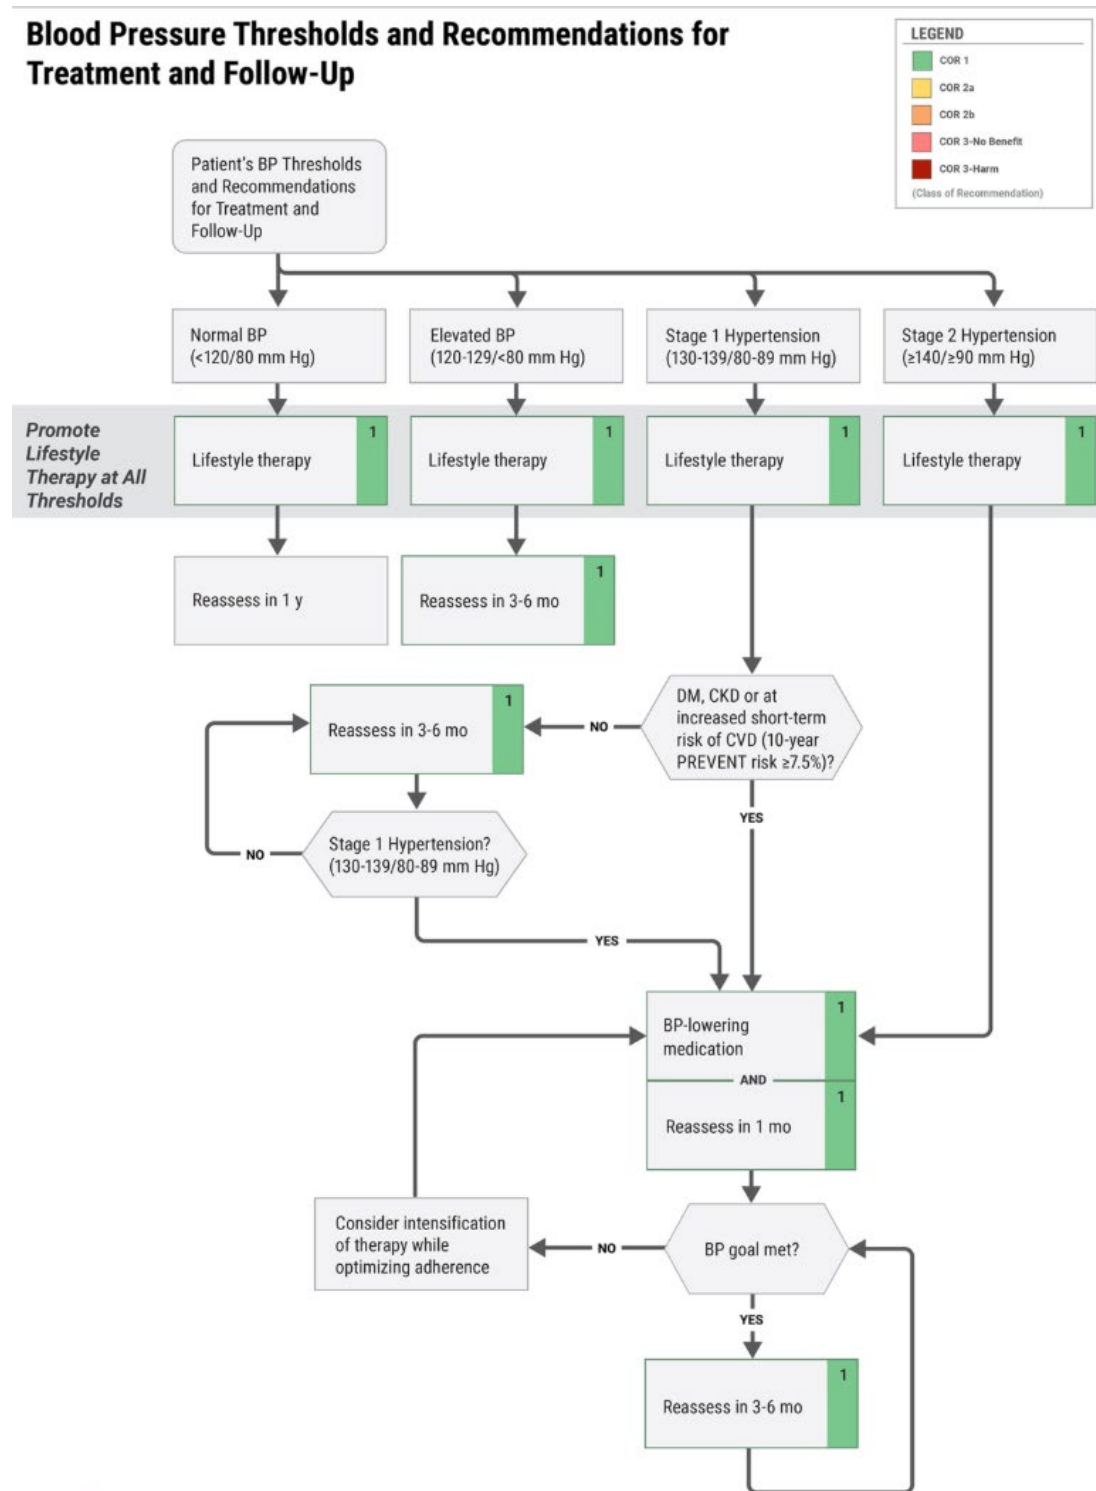 Blood Pressure Thresholds and Recommendations for
Treatment and Follow-Up
LEGEND
COR 1
COR 2a
COR 2b
COR 3-No Benefit
COR 3-Harm
(Class of Recommendation)
Patient's BP Thresholds
and Recommendations
for Treatment and
Follow-Up
Normal BP
(<120/80 mm Hg)
Elevated BP
(120-129/<80 mm Hg)
Stage 1 Hypertension
(130-139/80-89 mm Hg)
Stage 2 Hypertension
(≥140/≥90 mm Hg)
Promote
Lifestyle
Therapy at All
Thresholds
Lifestyle therapy
1
Lifestyle therapy
1
Lifestyle therapy
1
Lifestyle therapy
1
Reassess in 1 y
Reassess in 3-6 mo
1
DM, CKD or at
increased short-term
risk of CVD (10-year
PREVENT risk ≥7.5%)?
NO
Reassess in 3-6 mo
1
YES
Stage 1 Hypertension?
(130-139/80-89 mm Hg)
NO
YES
BP-lowering
medication
1
AND
Reassess in 1 mo
1
BP goal met?
NO
Consider intensification
of therapy while
optimizing adherence
YES
Reassess in 3-6 mo
1